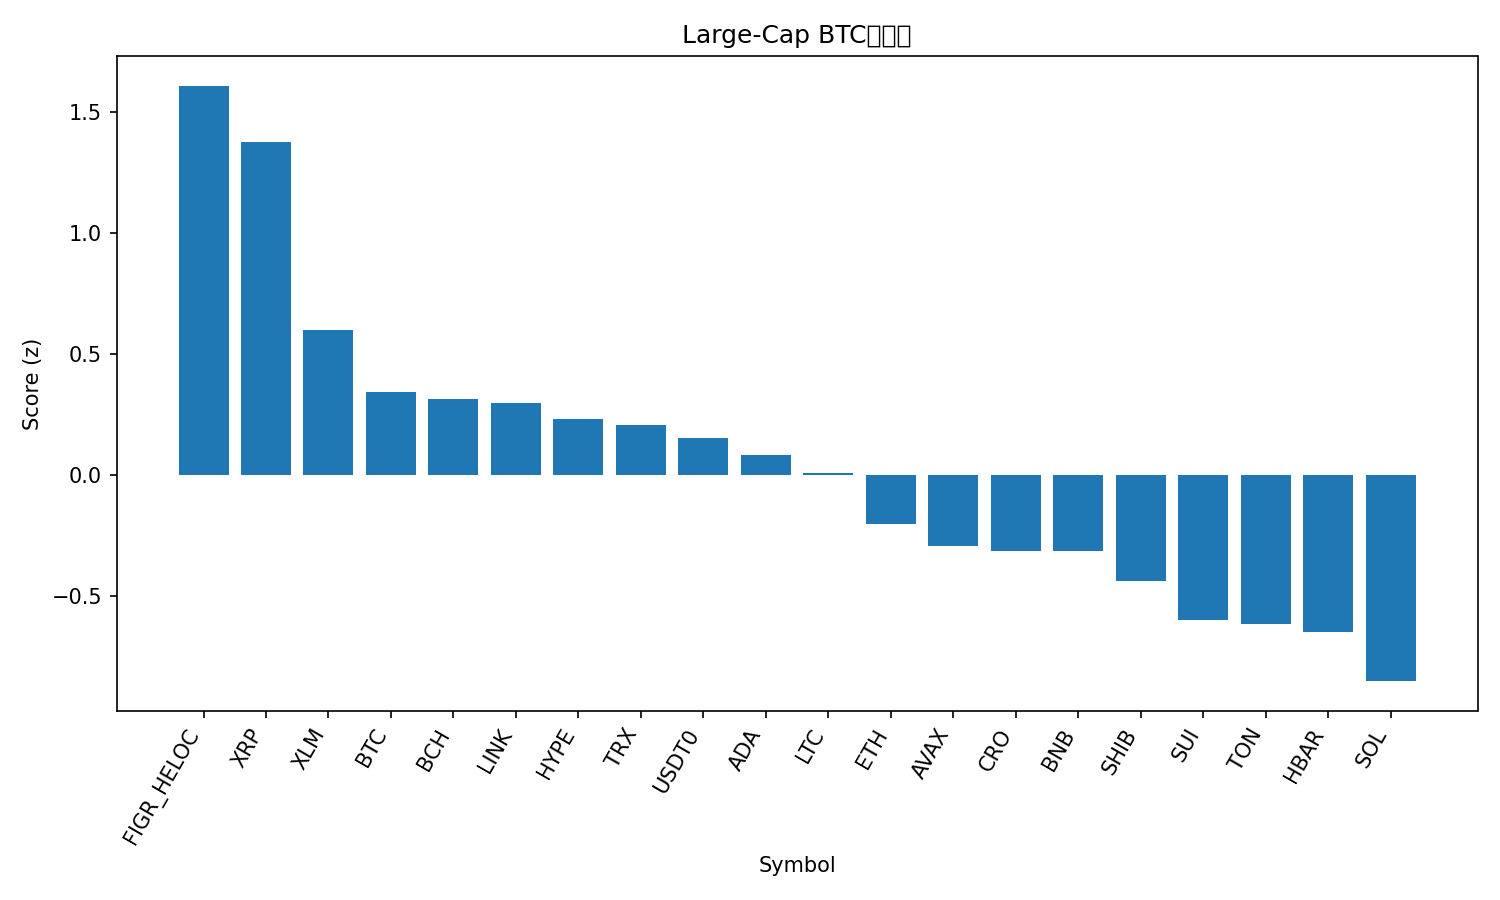 Large-Cap BTC
1.5
1.0
0.5
0.0
−0.5
Score (z)
FIGR_HELOC
XRP
XLM
BTC
BCH
LINK
HYPE
TRX
USDT0
ADA
LTC
ETH
AVAX
CRO
BNB
SHIB
SUI
TON
HBAR
SOL
Symbol